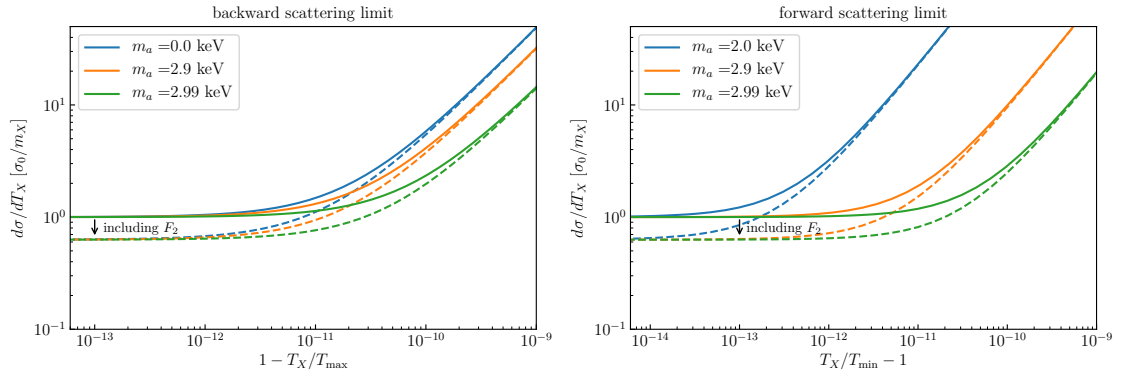 backward scattering limit
dσ/dT_X [σ_0/m_X]
10^1
10^0
10^{-1}
m_a =0.0 keV
m_a =2.9 keV
m_a =2.99 keV
including F_2
10^{-13}
10^{-12}
10^{-11}
10^{-10}
10^{-9}
1 − T_X/T_max
forward scattering limit
dσ/dT_X [σ_0/m_X]
10^1
10^0
10^{-1}
m_a =2.0 keV
m_a =2.9 keV
m_a =2.99 keV
including F_2
10^{-14}
10^{-13}
10^{-12}
10^{-11}
10^{-10}
10^{-9}
T_X/T_min − 1